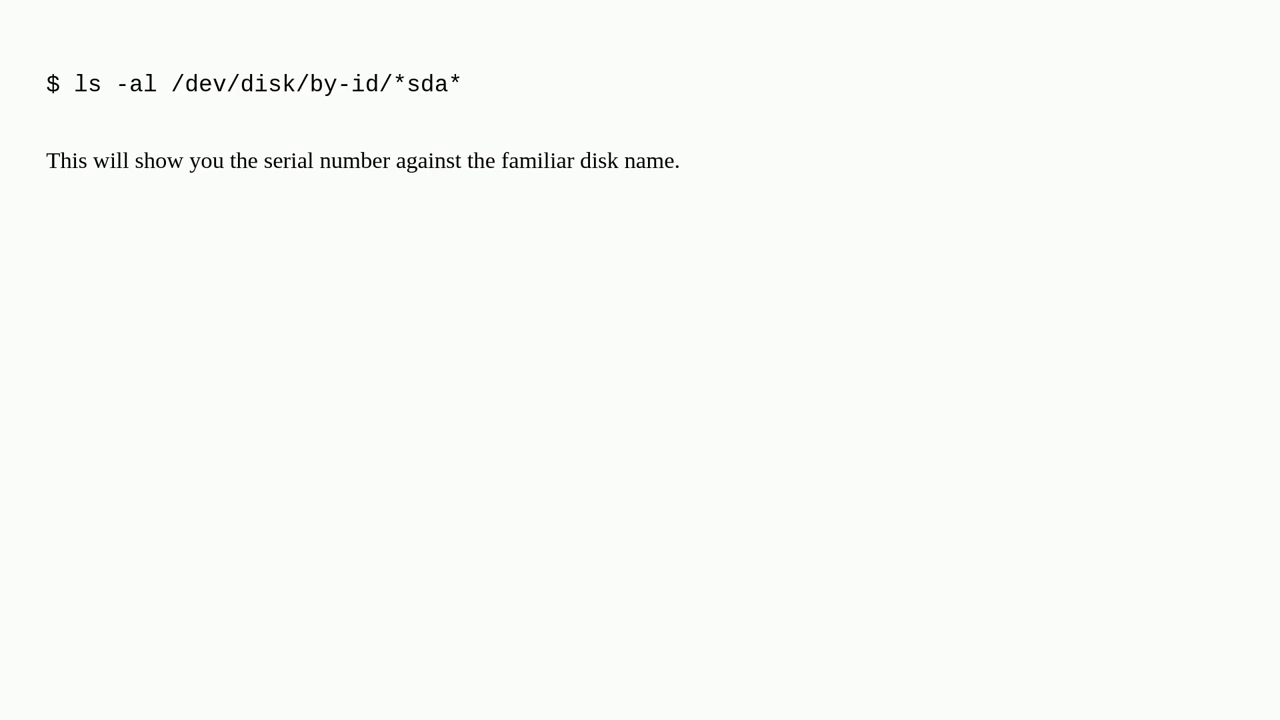 $ ls -al /dev/disk/by-id/*sda*
This will show you the serial number against the familiar disk name.